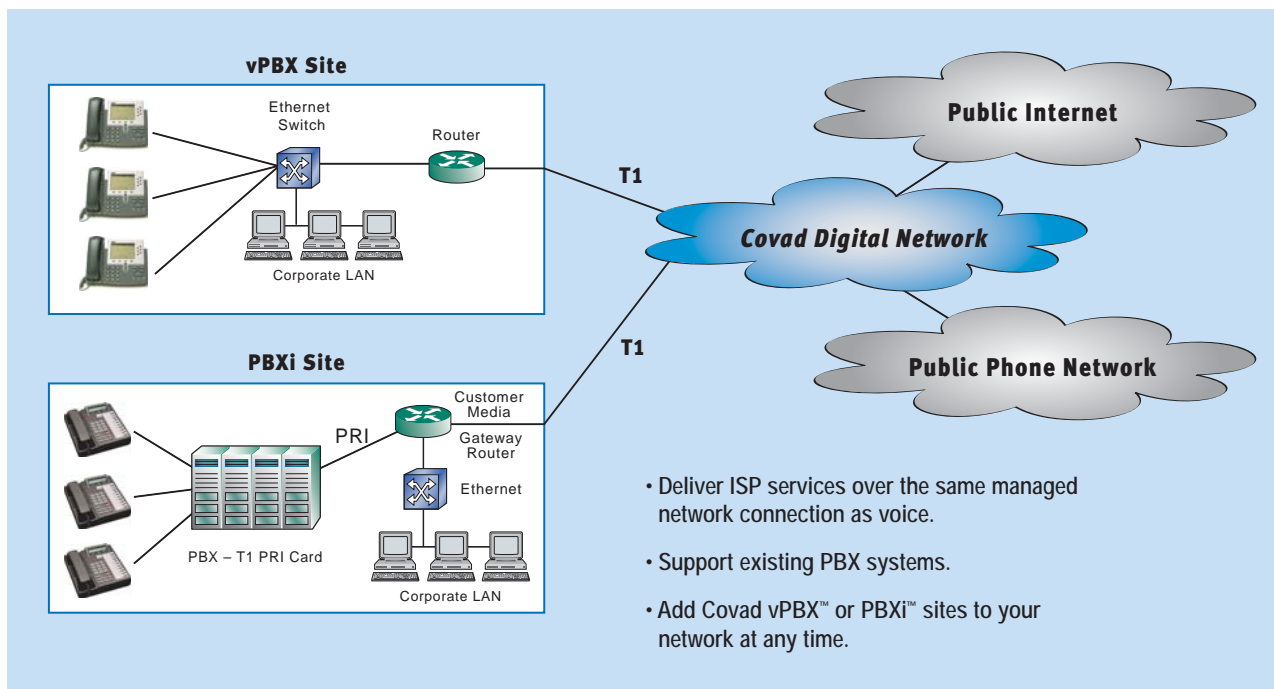 vPBX Site
Ethernet
Switch
Router
Corporate LAN
T1
Public Internet
Covad Digital Network
Public Phone Network
T1
PBXi Site
PRI
Customer
Media
Gateway
Router
Ethernet
PBX – T1 PRI Card
Corporate LAN
• Deliver ISP services over the same managed
network connection as voice.
• Support existing PBX systems.
• Add Covad vPBX™ or PBXi™ sites to your
network at any time.